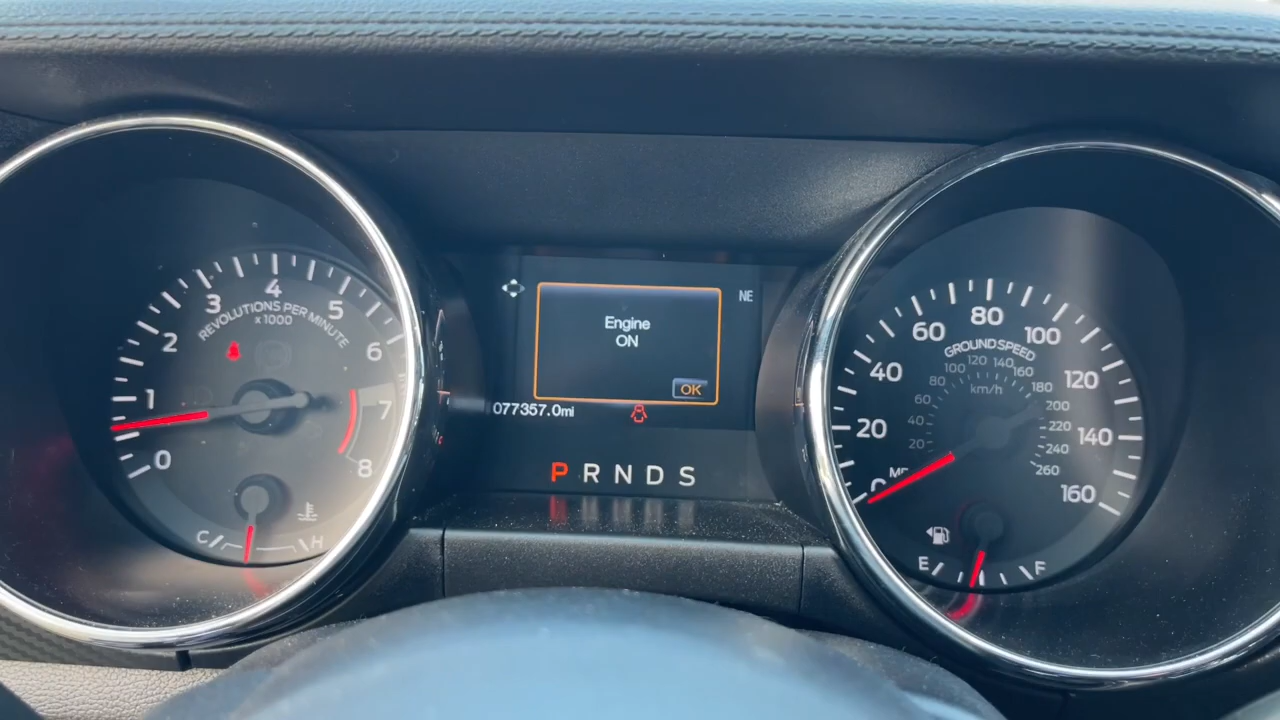 0
1
2
3
4
5
6
7
8
REVOLUTIONS PER MINUTE
x 1000
C
H
NE
Engine
ON
OK
077357.0mi
P R N D S
0
20
40
60
80
100
120
140
160
GROUND SPEED
20
40
60
80
100
120
140
160
180
200
220
240
260
km/h
E
F